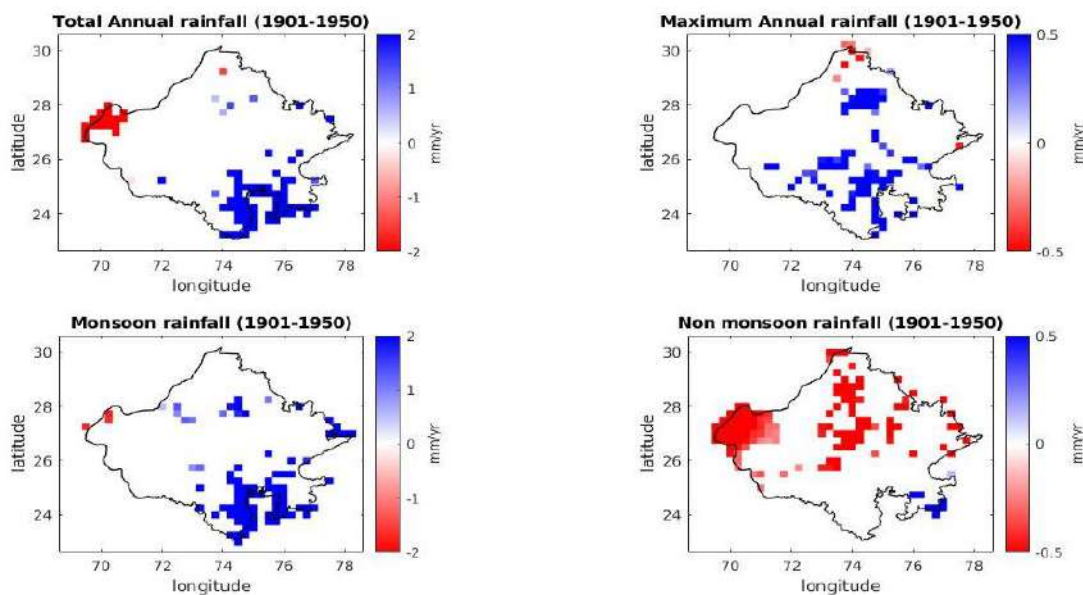 Total Annual rainfall (1901-1950)
30
28
26
24
latitude
70 72 74 76 78
longitude
2
1
0
-1
-2
mm/yr
Maximum Annual rainfall (1901-1950)
30
28
26
24
latitude
70 72 74 76 78
longitude
0.5
0
-0.5
mm/yr
Monsoon rainfall (1901-1950)
30
28
26
24
latitude
70 72 74 76 78
longitude
2
1
0
-1
-2
mm/yr
Non monsoon rainfall (1901-1950)
30
28
26
24
latitude
70 72 74 76 78
longitude
0.5
0
-0.5
mm/yr